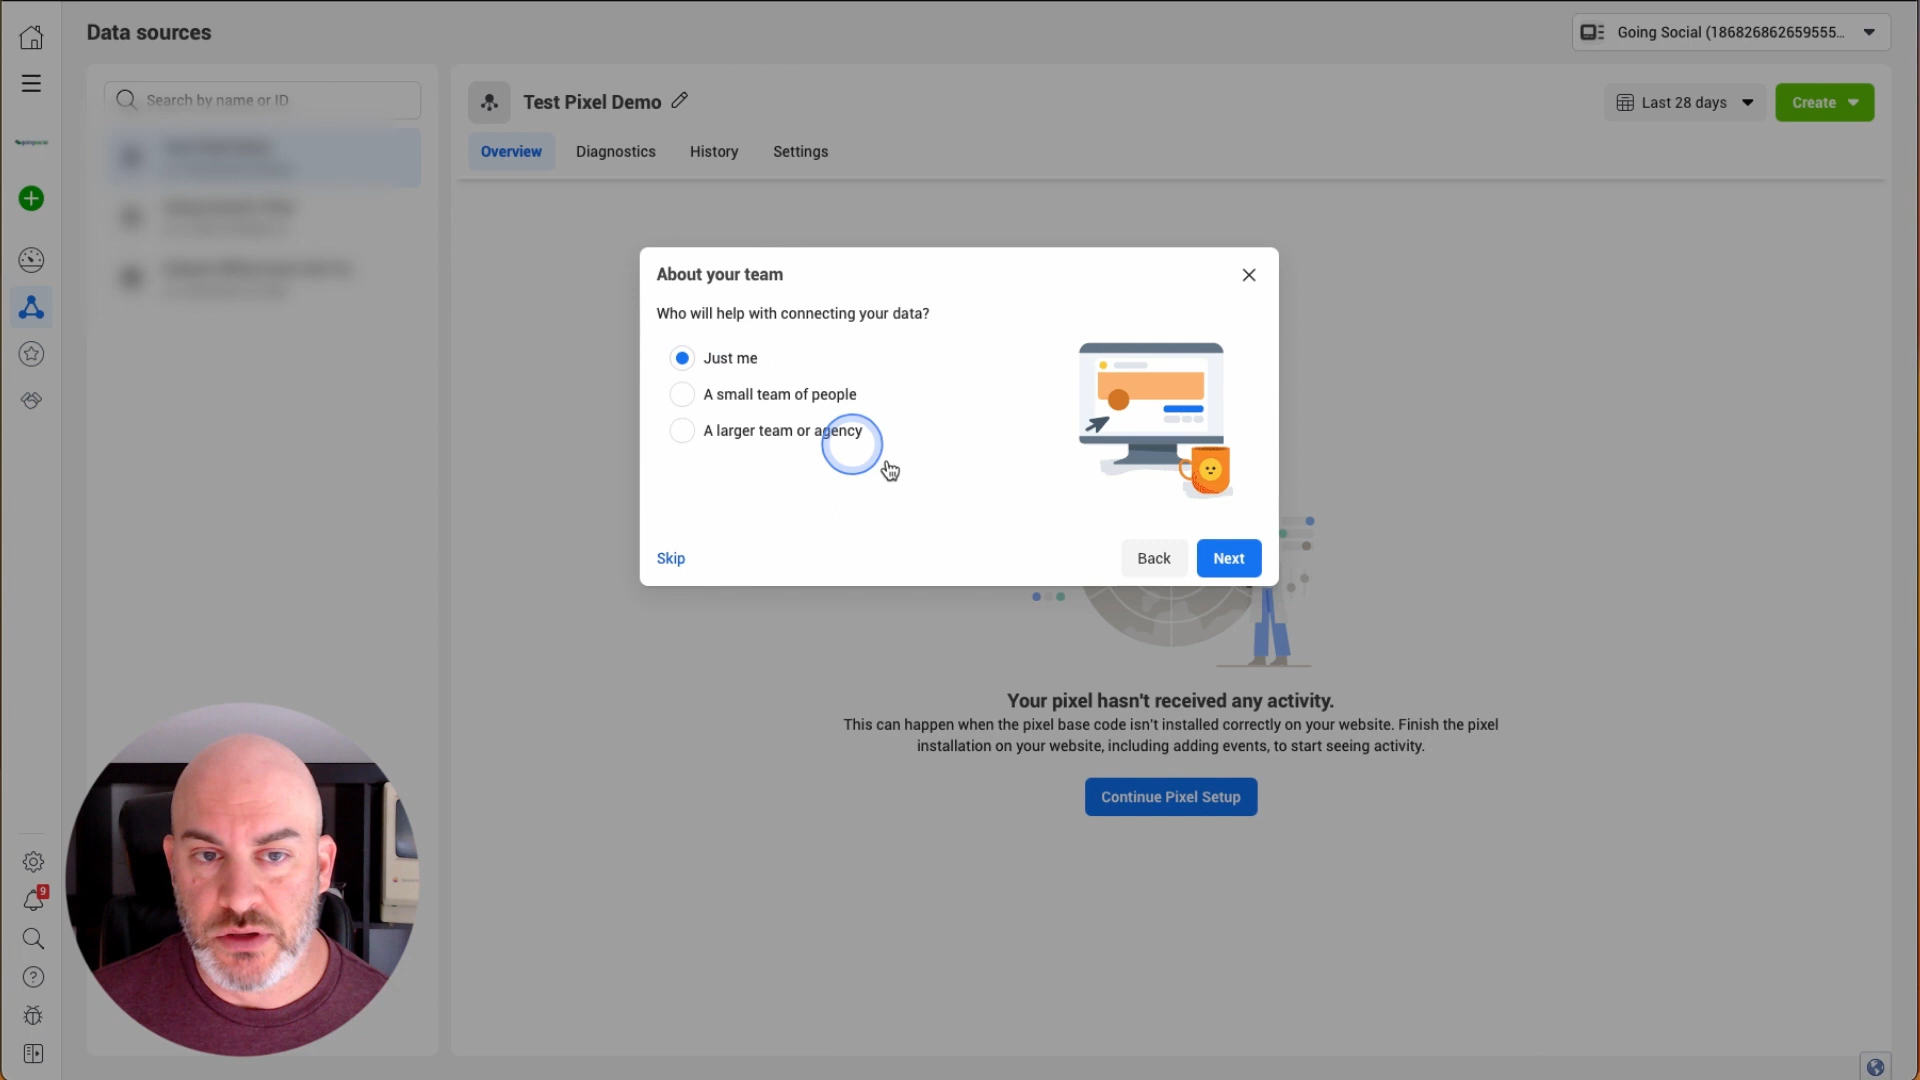 Data sources
Going Social (186826862659555...
Search by name or ID
Test Pixel Demo
Last 28 days
Create
Overview
Diagnostics
History
Settings
About your team
Who will help with connecting your data?
Just me
A small team of people
A larger team or agency
Skip
Back
Next
Your pixel hasn't received any activity.
This can happen when the pixel base code isn't installed correctly on your website. Finish the pixel
installation on your website, including adding events, to start seeing activity.
Continue Pixel Setup
9